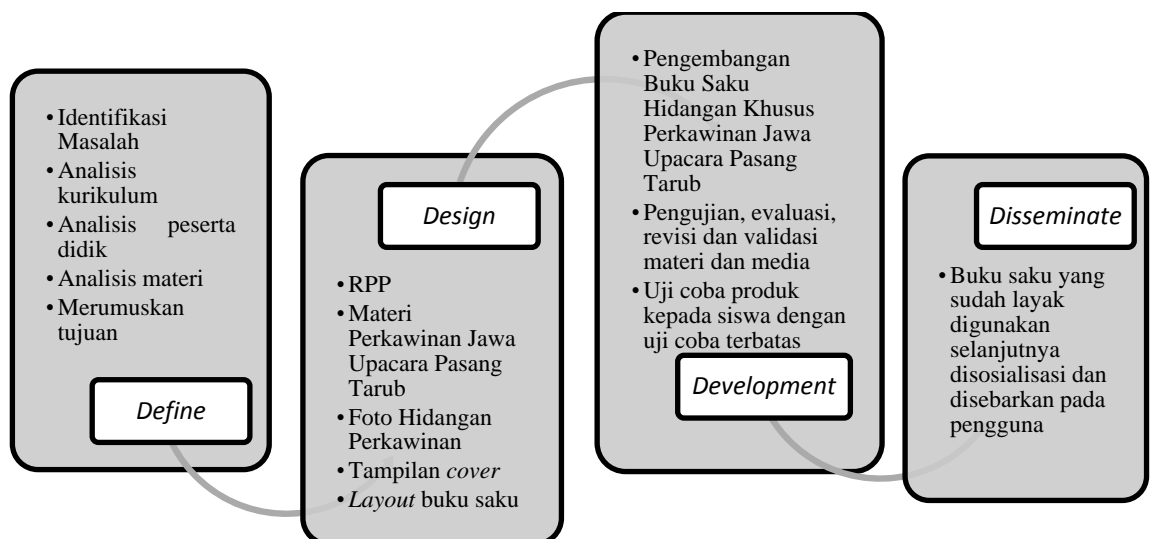 • Identifikasi
Masalah
• Analisis
kurikulum
• Analisis peserta
didik
• Analisis materi
• Merumuskan
tujuan
Define
Design
• RPP
• Materi
Perkawinan Jawa
Upacara Pasang
Tarub
• Foto Hidangan
Perkawinan
• Tampilan cover
• Layout buku saku
• Pengembangan
Buku Saku
Hidangan Khusus
Perkawinan Jawa
Upacara Pasang
Tarub
• Pengujian, evaluasi,
revisi dan validasi
materi dan media
• Uji coba produk
kepada siswa dengan
uji coba terbatas
Development
Disseminate
• Buku saku yang
sudah layak
digunakan
selanjutnya
disosialisasi dan
disebarkan pada
pengguna